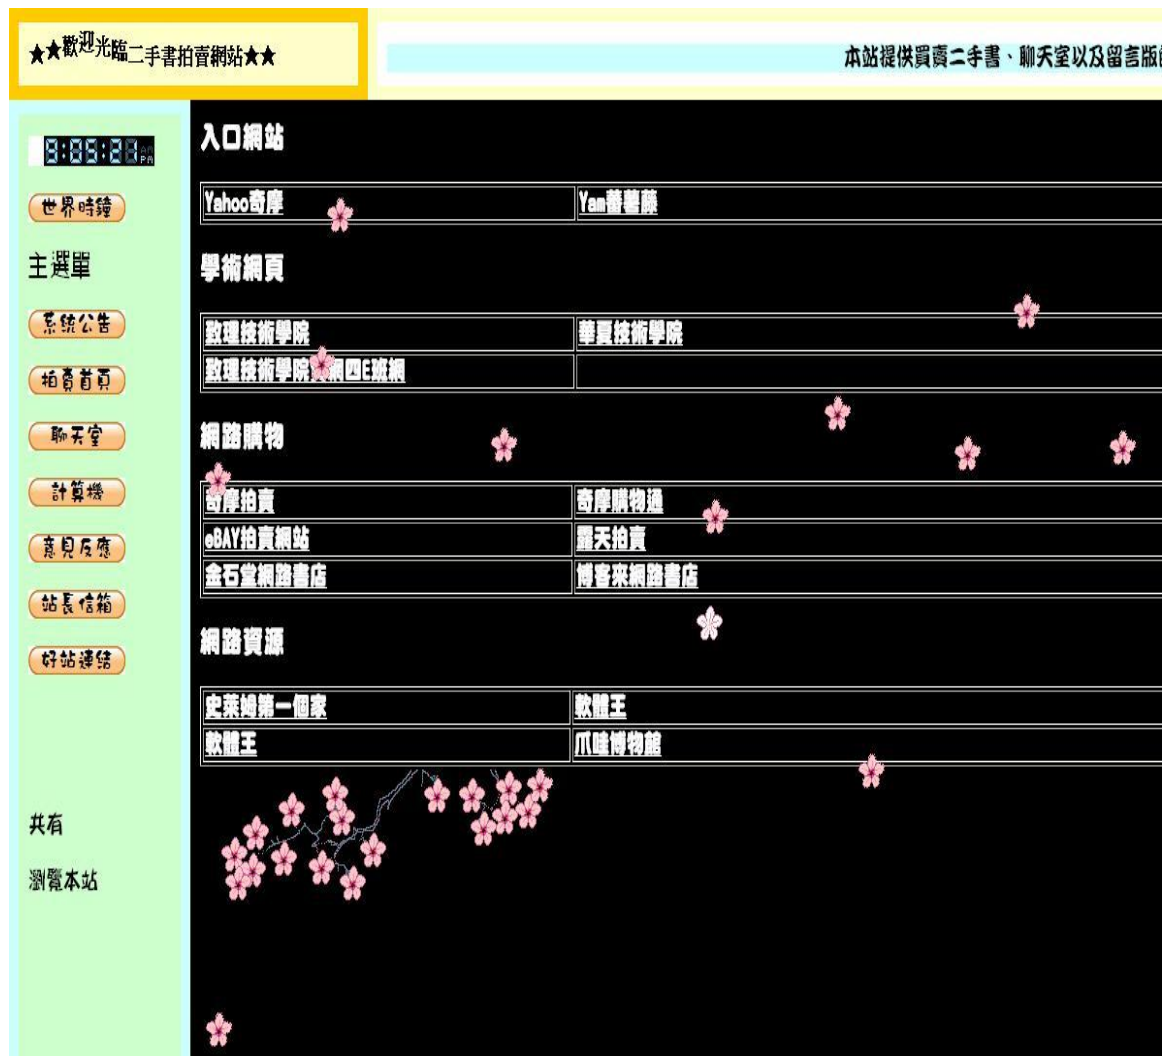 ★★歡迎光臨二手書拍賣網站★★
本站提供買賣二手書、聊天室以及留言版
世界時鐘
主選單
系統公告
拍賣首頁
聊天室
計算機
意見反應
站長信箱
好站連結
共有
瀏覽本站
入口網站
Yahoo奇摩 Yam蕃薯藤
學術網頁
致理技術學院 華夏技術學院
致理技術學院 網四E班網
網路購物
奇摩拍賣 奇摩購物通
eBAY拍賣網站 露天拍賣
金石堂網路書店 博客來網路書店
網路資源
史萊姆第一個家 軟體王
軟體王 爪哇博物館